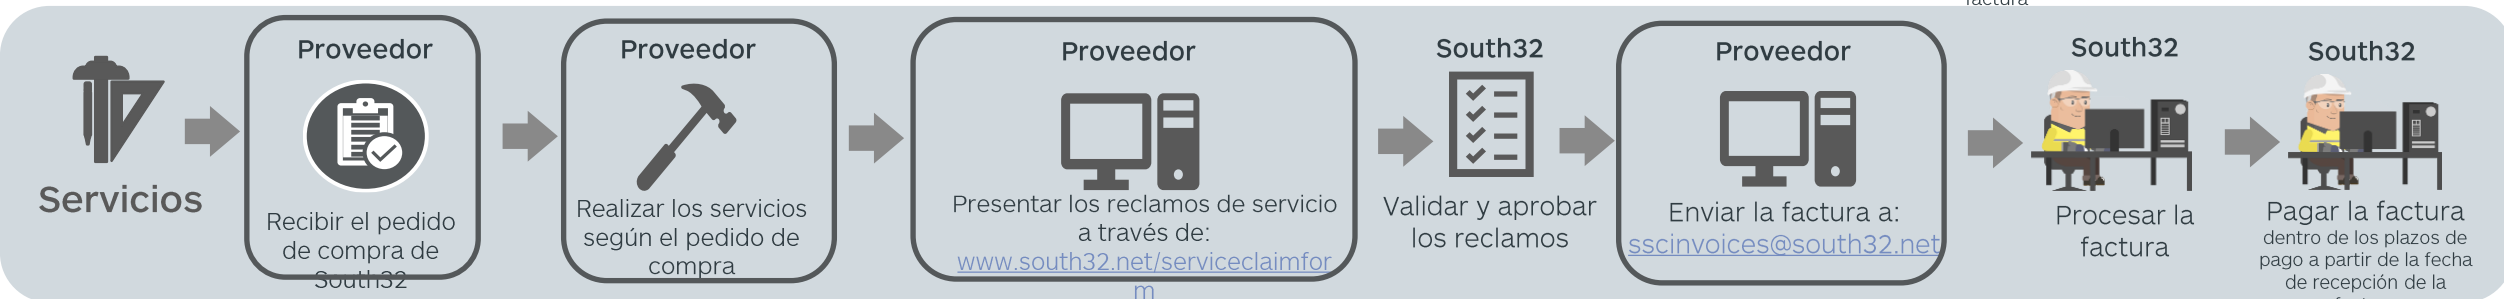 factura
Servicios
Proveedor
Recibir el pedido
de compra de
South32
Proveedor
Realizar los servicios
según el pedido de
compra
Proveedor
Presentar los reclamos de servicio
a través de:
www.south32.net/serviceclaimfor
m
South32
Validar y aprobar
los reclamos
Proveedor
Enviar la factura a:
sscinvoices@south32.net
South32
Procesar la
factura
South32
Pagar la factura
dentro de los plazos de
pago a partir de la fecha
de recepción de la